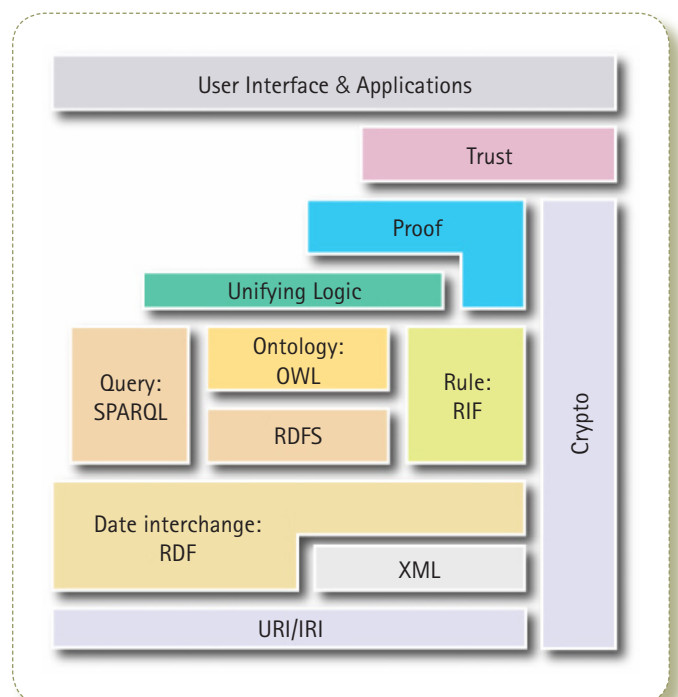 User Interface & Applications
Trust
Proof
Unifying Logic
Query:
SPARQL
Ontology:
OWL
RDFS
Rule:
RIF
Crypto
Date interchange:
RDF
XML
URI/IRI